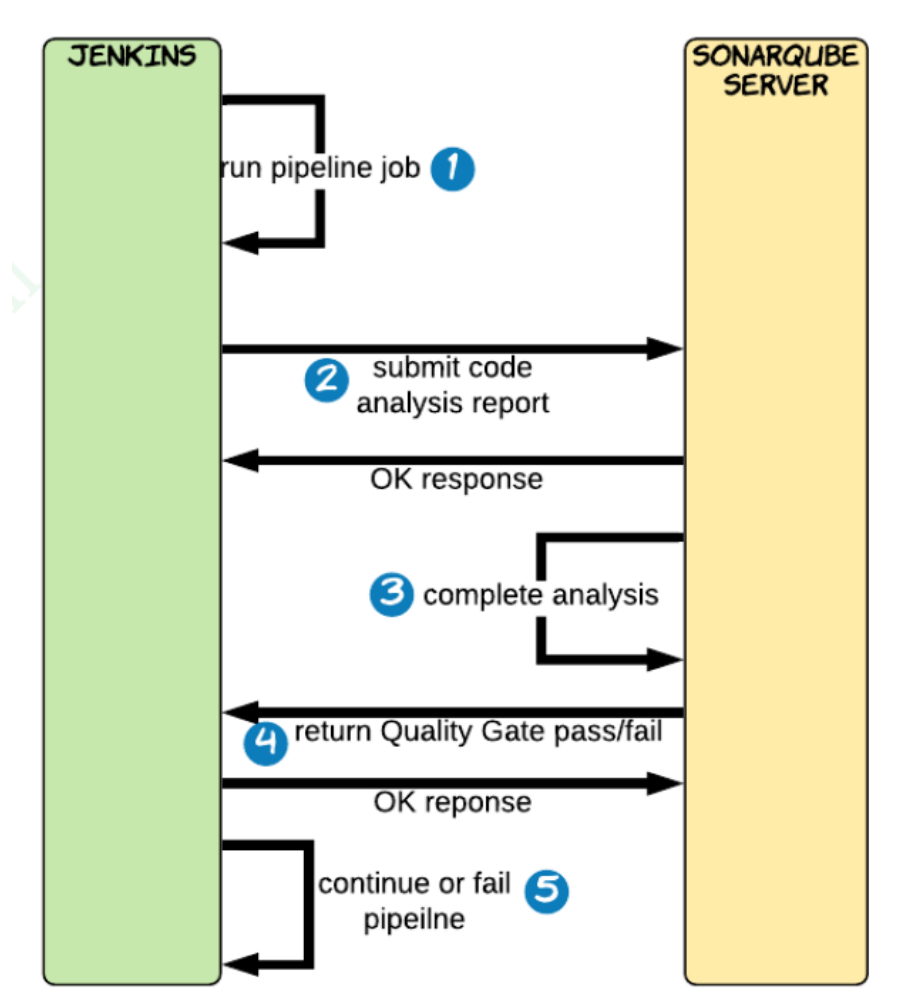 JENKINS
SONARQUBE
SERVER
run pipeline job 1
2 submit code
analysis report
OK response
3 complete analysis
4 return Quality Gate pass/fail
OK reponse
continue or fail 5
pipeilne